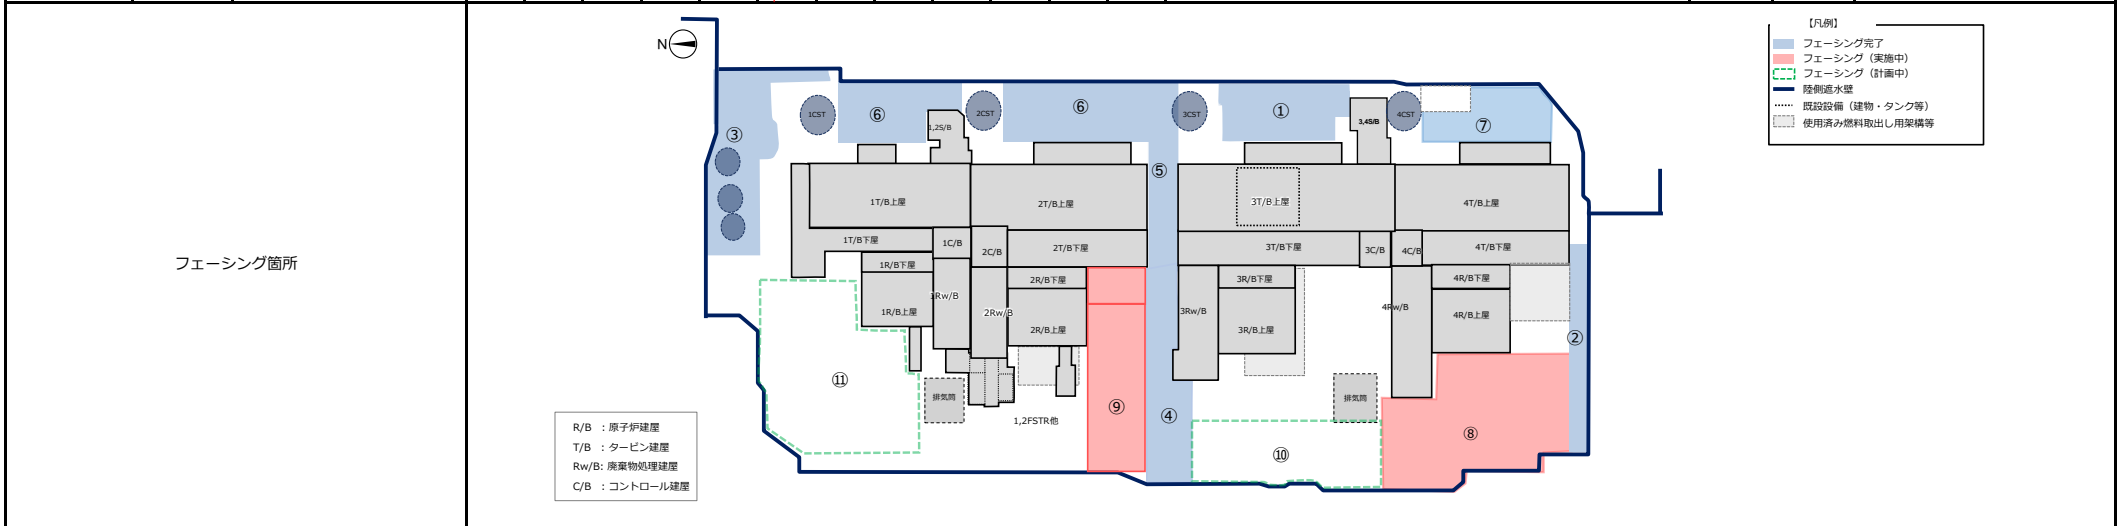 フェーシング箇所
N
【凡例】
フェーシング完了
フェーシング（実施中）
フェーシング（計画中）
陸側遮水壁
既設設備（建物・タンク等）
使用済み燃料取出し用架構等
③
1CST
⑥
1,2S/B
2CST
⑥
3CST
①
3,4S/B
4CST
⑦
⑤
1T/B上屋
2T/B上屋
3T/B上屋
4T/B上屋
1T/B下屋
1C/B
2C/B
2T/B下屋
3T/B下屋
3C/B
4C/B
4T/B下屋
1R/B下屋
2R/B下屋
3R/B下屋
4R/B下屋
1Rw/B
1R/B上屋
2Rw/B
2R/B上屋
3Rw/B
3R/B上屋
4Rw/B
4R/B上屋
②
⑪
排気筒
1,2FSTR他
⑨
④
⑩
排気筒
⑧
R/B ：原子炉建屋
T/B ：タービン建屋
Rw/B: 廃棄物処理建屋
C/B ：コントロール建屋